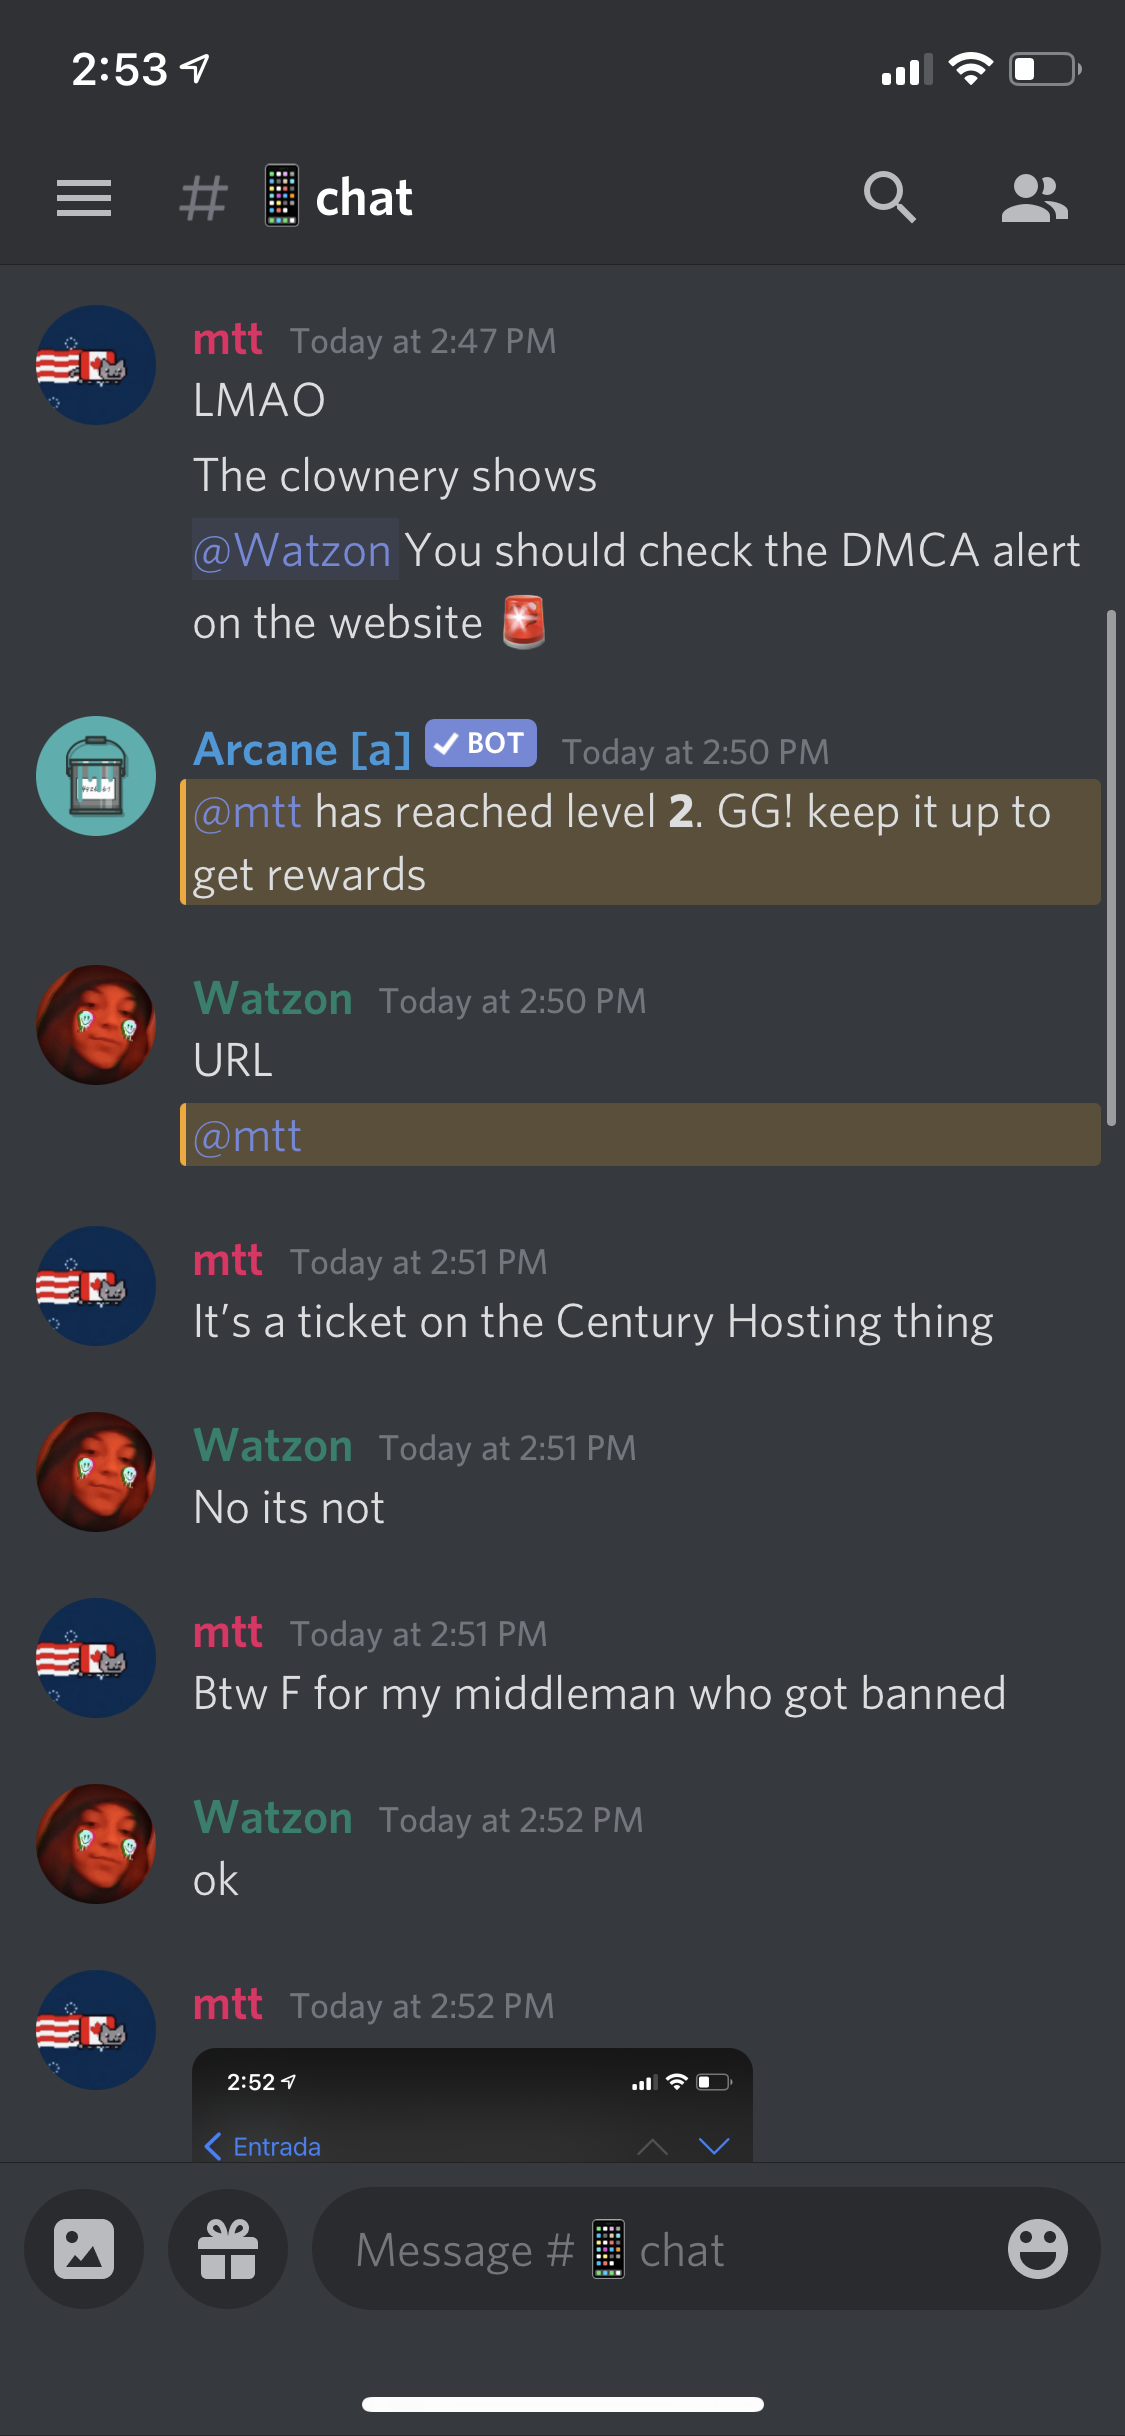 2:53
# 📱 chat
mtt Today at 2:47 PM
LMAO
The clownery shows
@Watzon You should check the DMCA alert
on the website 🚨
Arcane [a] ✓ BOT Today at 2:50 PM
@mtt has reached level 2. GG! keep it up to
get rewards
Watzon Today at 2:50 PM
URL
@mtt
mtt Today at 2:51 PM
It’s a ticket on the Century Hosting thing
Watzon Today at 2:51 PM
No its not
mtt Today at 2:51 PM
Btw F for my middleman who got banned
Watzon Today at 2:52 PM
ok
mtt Today at 2:52 PM
2:52
Entrada
Message # 📱 chat